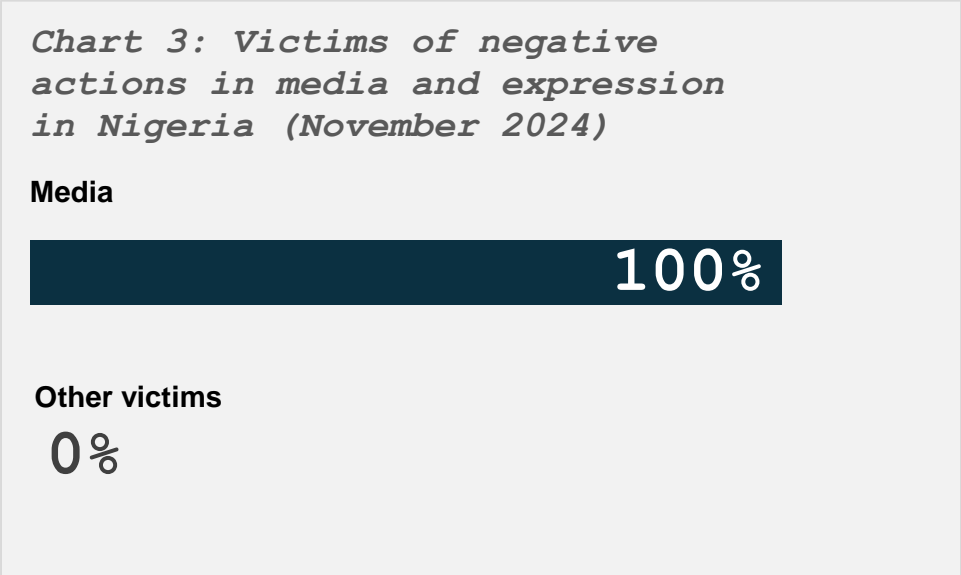 Chart 3: Victims of negative
actions in media and expression
in Nigeria (November 2024)
Media
100%
Other victims
0%